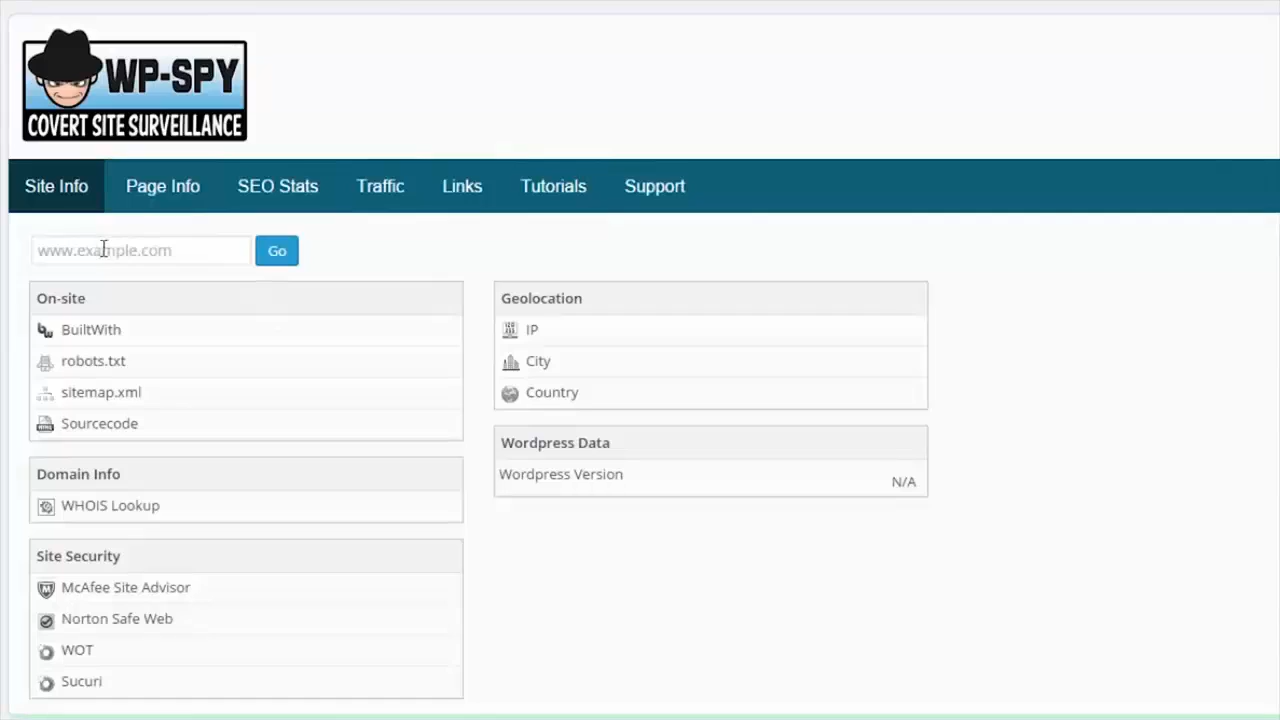 WP-SPY
COVERT SITE SURVEILLANCE
Site Info Page Info SEO Stats Traffic Links Tutorials Support
www.example.com Go
On-site
BuiltWith
robots.txt
sitemap.xml
Sourcecode
Domain Info
WHOIS Lookup
Site Security
McAfee Site Advisor
Norton Safe Web
WOT
Sucuri
Geolocation
IP
City
Country
Wordpress Data
Wordpress Version N/A